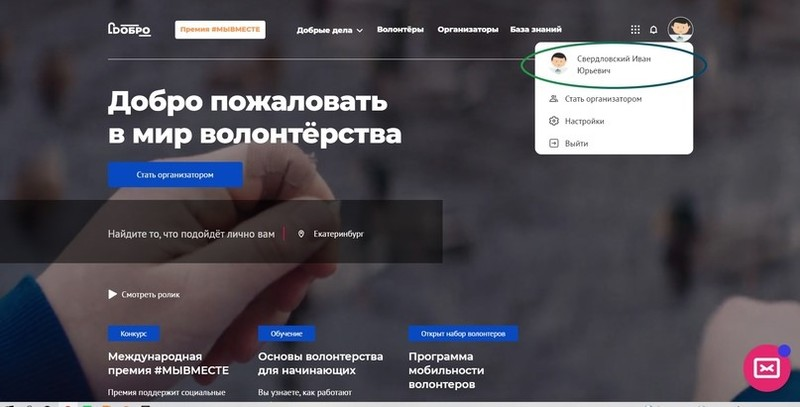 ДОБРО
Премия #МЫВМЕСТЕ
Добрые дела
Волонтёры
Организаторы
База знаний
Свердловский Иван
Юрьевич
Стать организатором
Настройки
Выйти
Добро пожаловать
в мир волонтёрства
Стать организатором
Найдите то, что подойдёт лично вам
Екатеринбург
Смотреть ролик
Конкурс
Международная
премия #МЫВМЕСТЕ
Премия поддержит социальные
Обучение
Основы волонтерства
для начинающих
Вы узнаете, как работают
Открыт набор волонтеров
Программа
мобильности
волонтеров